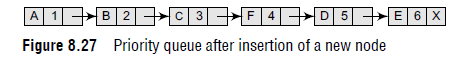 A 1 B 2 C 3 F 4 D 5 E 6 X
Figure 8.27 Priority queue after insertion of a new node